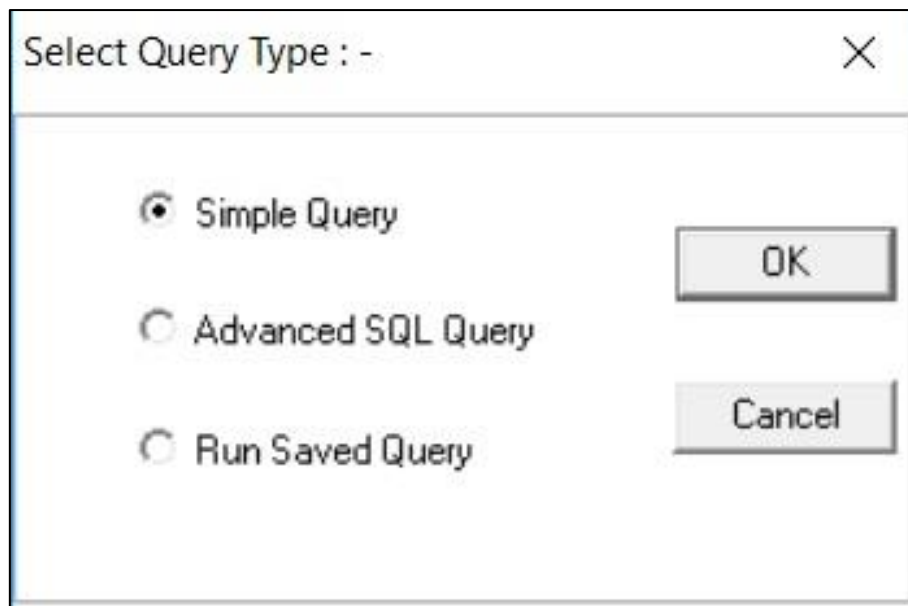 Select Query Type : -
Simple Query
OK
Advanced SQL Query
Cancel
Run Saved Query